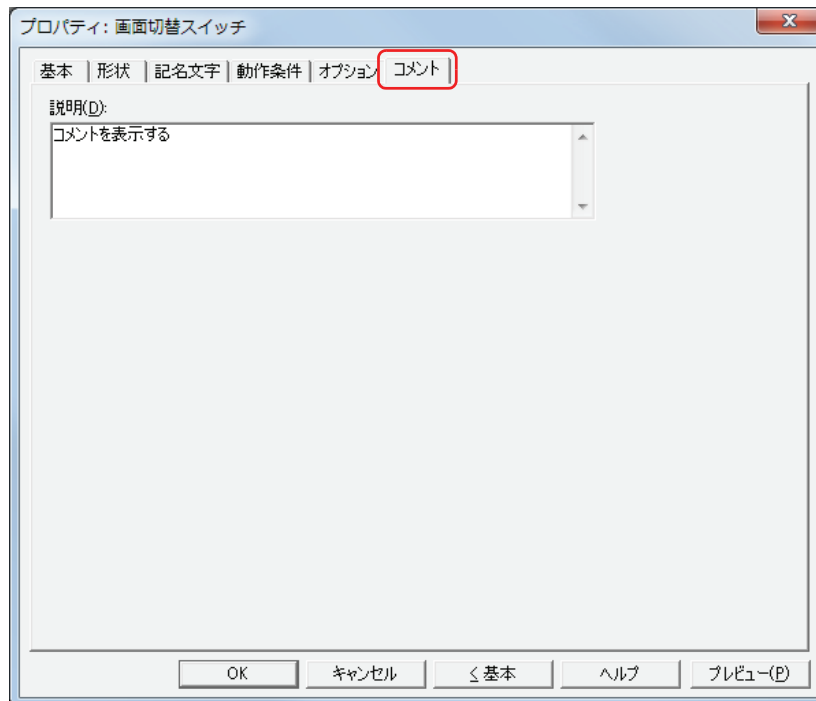 プロパティ: 画面切替スイッチ
基本 形状 記名文字 動作条件 オプション コメント
説明(D):
コメントを表示する
OK キャンセル < 基本 ヘルプ プレビュー(P)